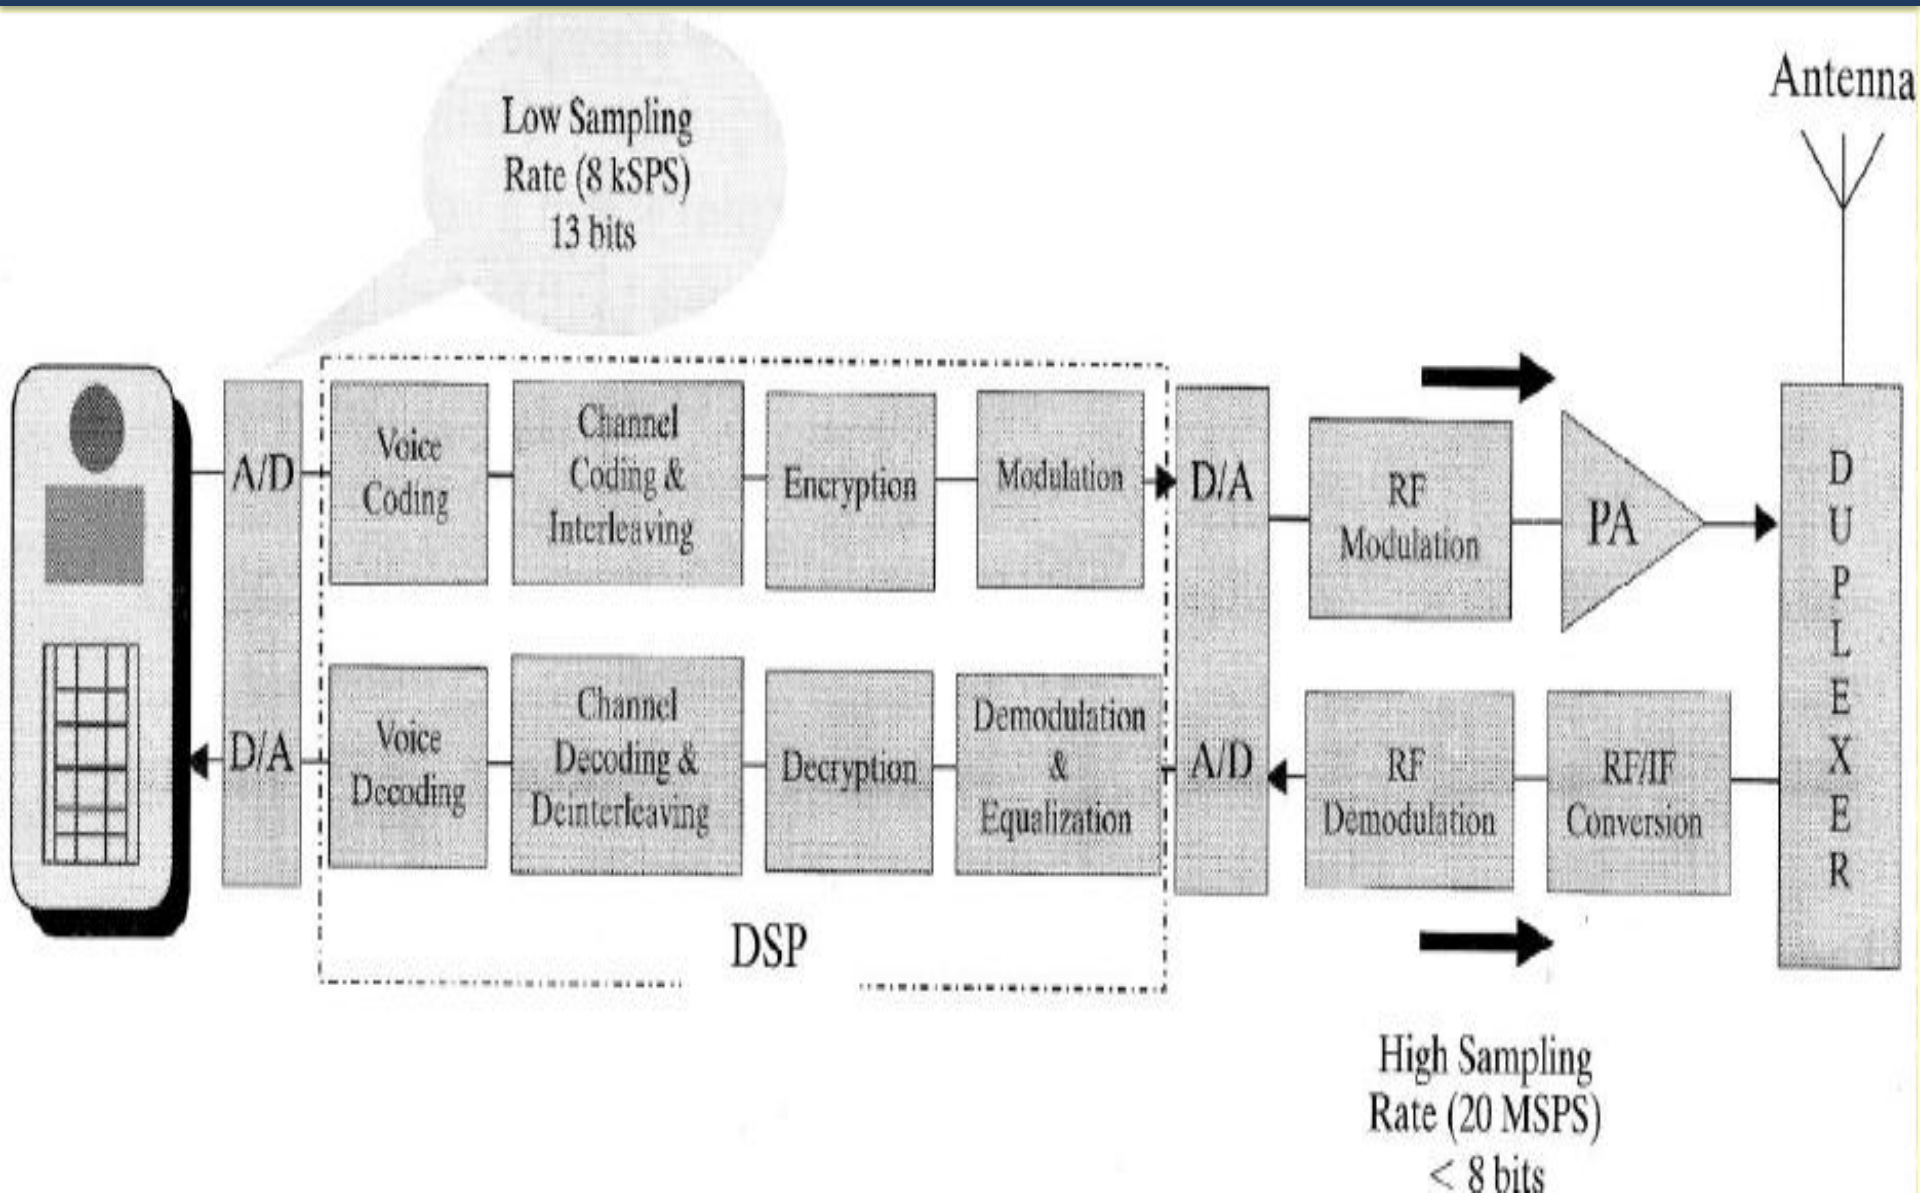 Antenna
Low Sampling
Rate (8 kSPS)
13 bits
A/D
Voice
Coding
Channel
Coding &
Interleaving
Encryption
Modulation
D/A
RF
Modulation
PA
D
U
P
L
E
X
E
R
D/A
Voice
Decoding
Channel
Decoding &
Deinterleaving
Decryption
Demodulation
&
Equalization
A/D
RF
Demodulation
RF/IF
Conversion
DSP
High Sampling
Rate (20 MSPS)
< 8 bits